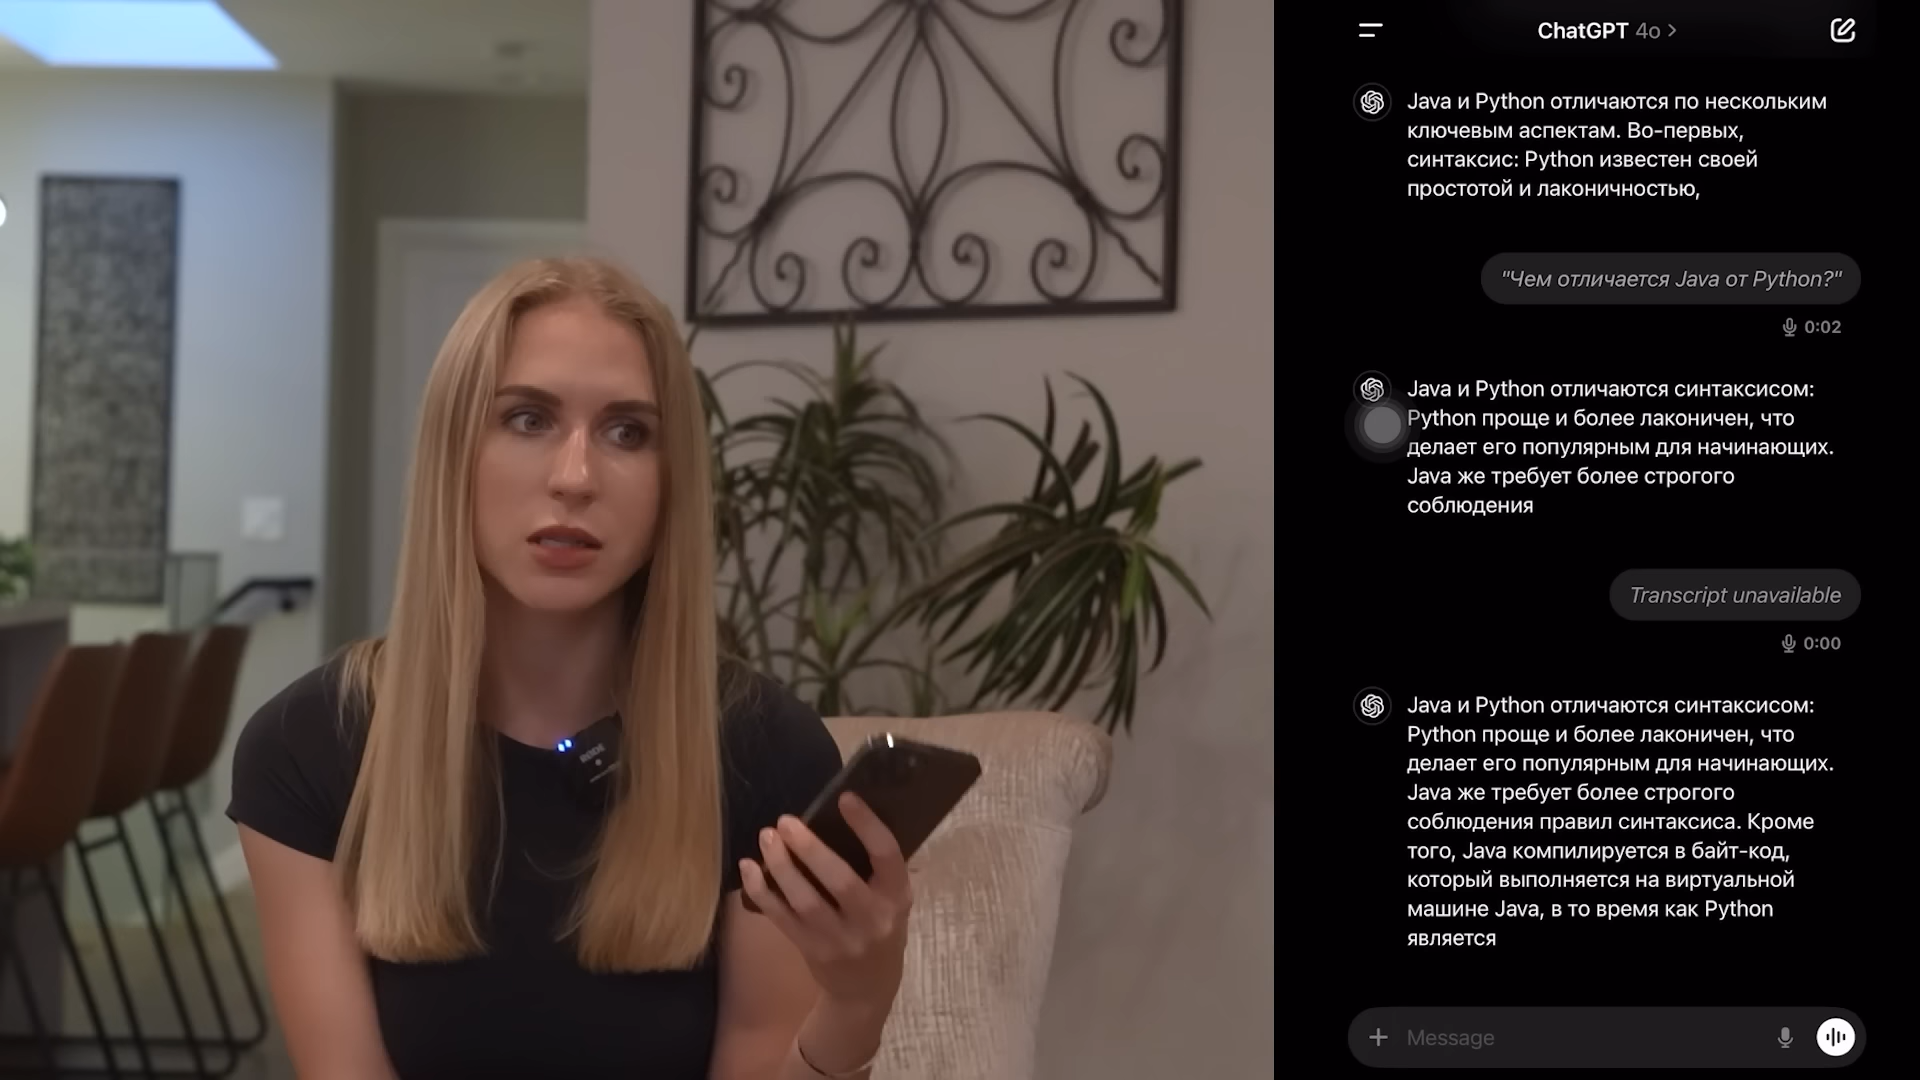 RØDE
ChatGPT 4o >
Java и Python отличаются по нескольким
ключевым аспектам. Во-первых,
синтаксис: Python известен своей
простотой и лаконичностью,
"Чем отличается Java от Python?"
0:02
Java и Python отличаются синтаксисом:
Python проще и более лаконичен, что
делает его популярным для начинающих.
Java же требует более строгого
соблюдения
Transcript unavailable
0:00
Java и Python отличаются синтаксисом:
Python проще и более лаконичен, что
делает его популярным для начинающих.
Java же требует более строгого
соблюдения правил синтаксиса. Кроме
того, Java компилируется в байт-код,
который выполняется на виртуальной
машине Java, в то время как Python
является
Message